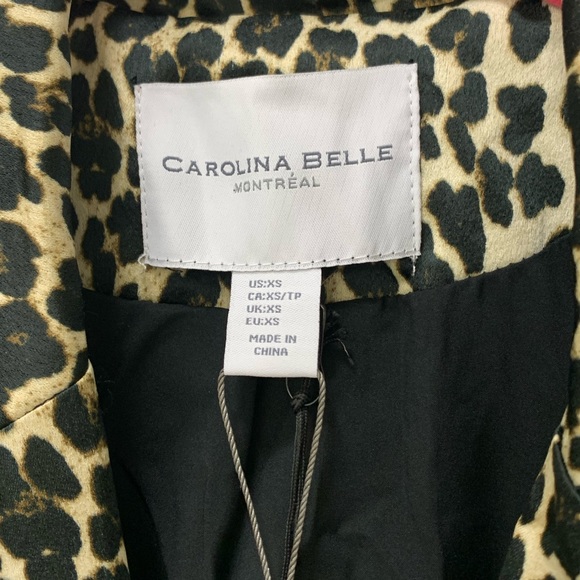 CAROLINA BELLE
MONTRÉAL
US:XS
CA:XS/TP
UK:XS
EU:XS
MADE IN
CHINA